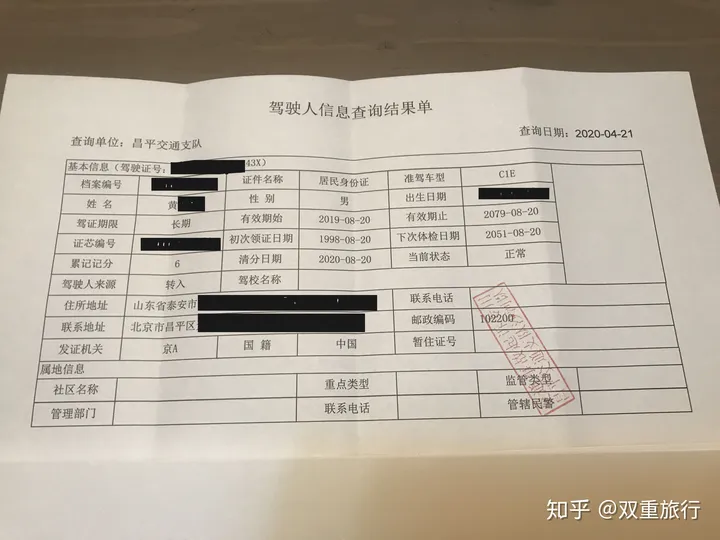 驾驶人信息查询结果单
查询单位：昌平交通支队 查询日期：2020-04-21
基本信息（驾驶证号： 43X）
档案编号 证件名称 居民身份证 准驾车型 C1E
姓名 黄 性别 男 出生日期
驾证期限 长期 有效期始 2019-08-20 有效期止 2079-08-20
证芯编号 初次领证日期 1998-08-20 下次体检日期 2051-08-20
累记记分 6 清分日期 2020-08-20 当前状态 正常
驾驶人来源 转入 驾校名称
住所地址 山东省泰安市 联系电话
联系地址 北京市昌平区 邮政编码 102200
发证机关 京A 国籍 中国 暂住证号
属地信息
社区名称 重点类型 监管类型
管理部门 联系电话 管辖民警
知乎 @双重旅行